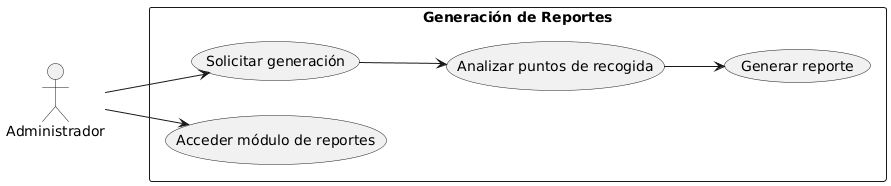 Generación de Reportes
Solicitar generación
Analizar puntos de recogida
Generar reporte
Administrador
Acceder módulo de reportes